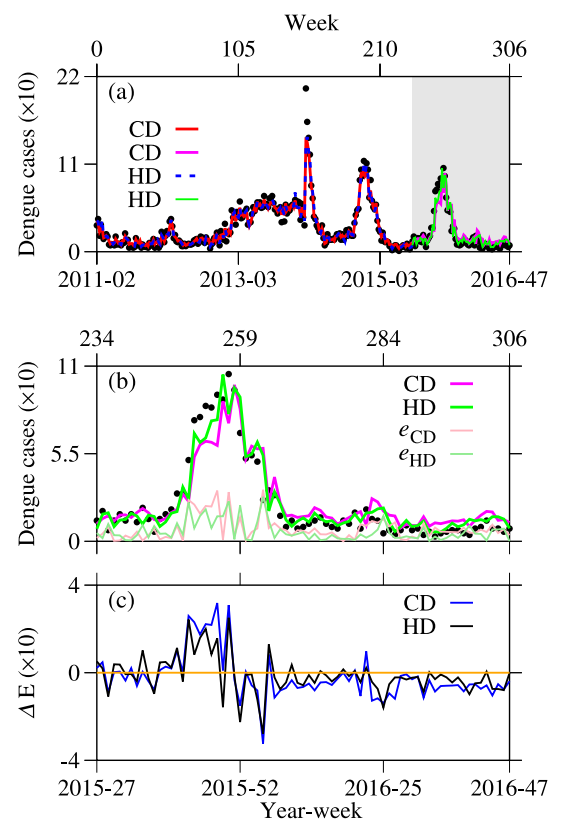 Week
0 105 210 306
22
(a)
CD
CD
HD
HD
11
0
Dengue cases (×10)
2011-02 2013-03 2015-03 2016-47
234 259 284 306
11
(b)
CD
HD
e_CD
e_HD
5.5
0
Dengue cases (×10)
4
(c)
CD
HD
0
-4
Δ E (×10)
2015-27 2015-52 2016-25 2016-47
Year-week